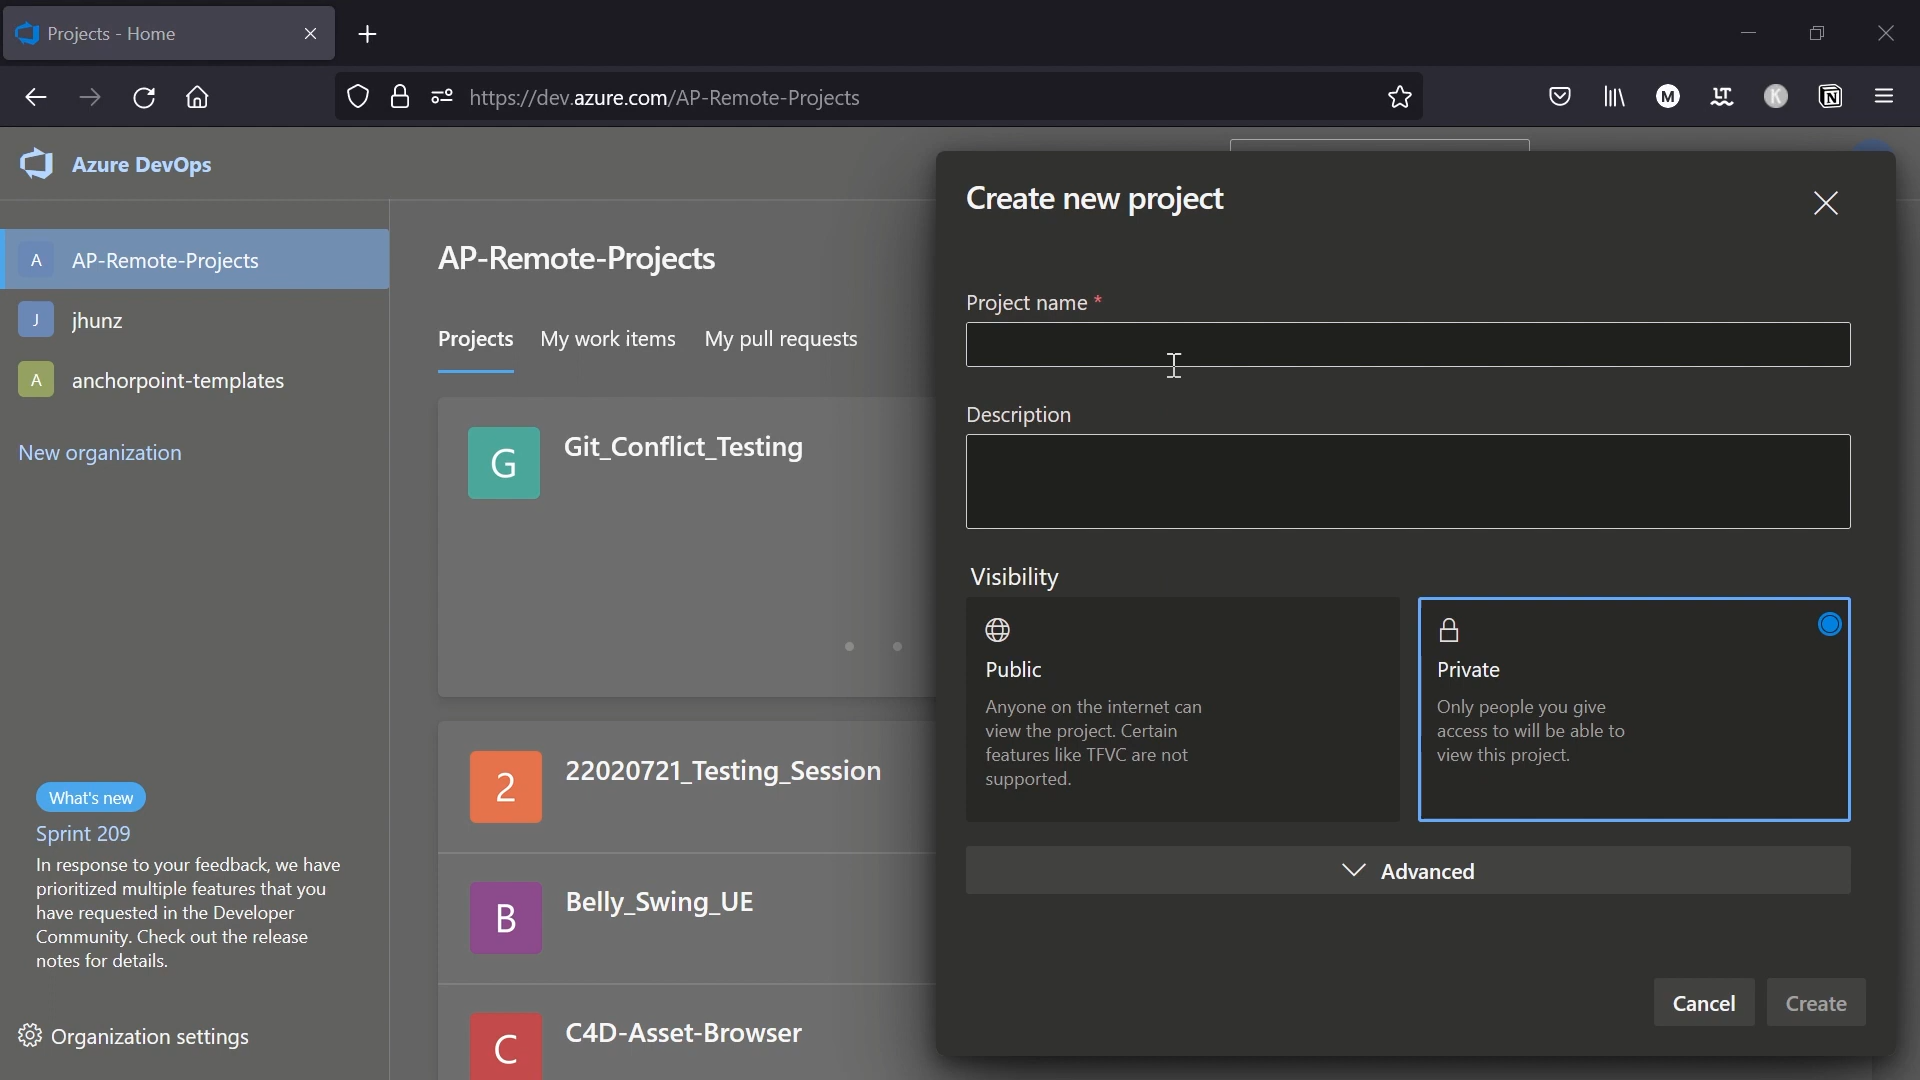 Projects - Home
https://dev.azure.com/AP-Remote-Projects
M
LT
K
N
Azure DevOps
A AP-Remote-Projects
J jhunz
A anchorpoint-templates
New organization
What's new
Sprint 209
In response to your feedback, we have
prioritized multiple features that you
have requested in the Developer
Community. Check out the release
notes for details.
Organization settings
AP-Remote-Projects
Projects My work items My pull requests
G Git_Conflict_Testing
2 22020721_Testing_Session
B Belly_Swing_UE
C C4D-Asset-Browser
Create new project
Project name *
Description
Visibility
Public
Anyone on the internet can
view the project. Certain
features like TFVC are not
supported.
Private
Only people you give
access to will be able to
view this project.
Advanced
Cancel Create